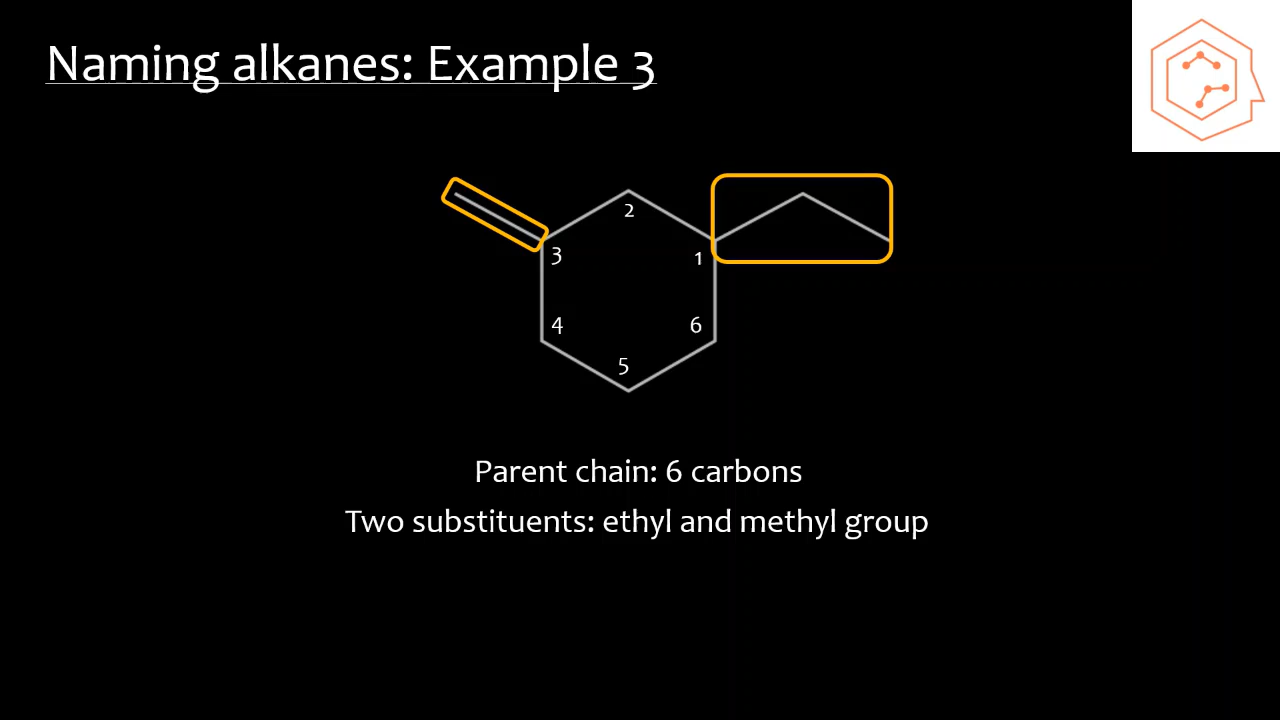 Naming alkanes: Example 3
2
3
1
4
6
5
Parent chain: 6 carbons
Two substituents: ethyl and methyl group